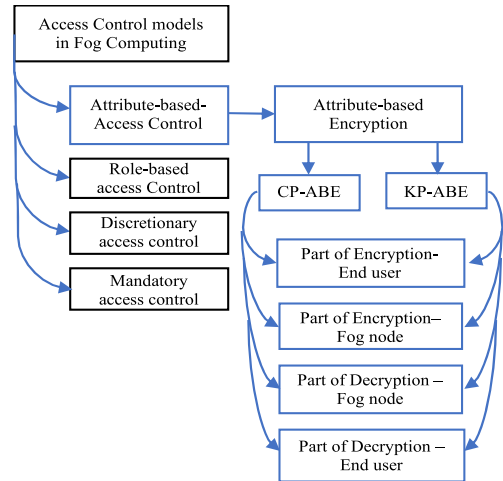 Access Control models
in Fog Computing
Attribute-based-
Access Control
Attribute-based
Encryption
Role-based
access Control
CP-ABE
KP-ABE
Discretionary
access control
Part of Encryption-
End user
Mandatory
access control
Part of Encryption–
Fog node
Part of Decryption –
Fog node
Part of Decryption –
End user